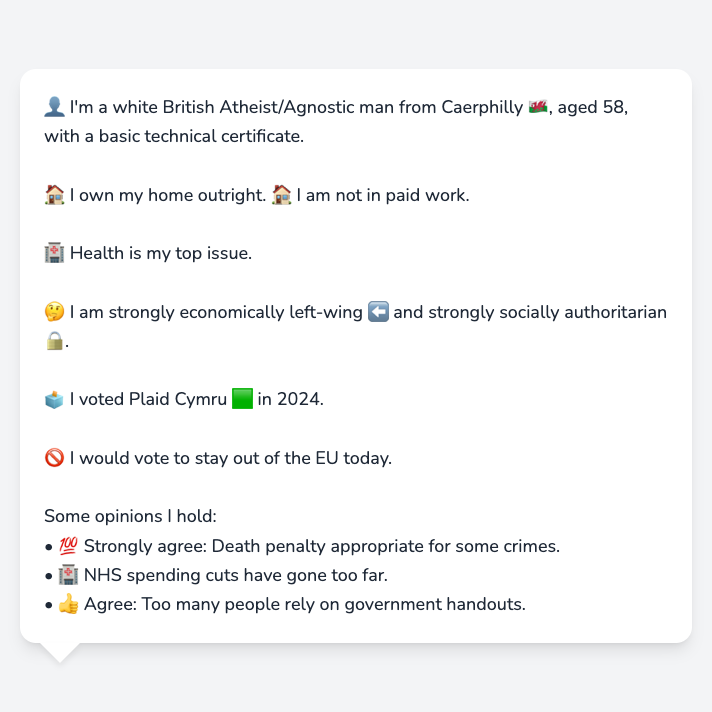 👤 I'm a white British Atheist/Agnostic man from Caerphilly 🏴󠁧󠁢󠁷󠁬󠁳󠁿, aged 58,
with a basic technical certificate.
🏠 I own my home outright. 🏠 I am not in paid work.
🏥 Health is my top issue.
🤔 I am strongly economically left-wing ⬅️ and strongly socially authoritarian
🔒.
🗳️ I voted Plaid Cymru 🟩 in 2024.
🚫 I would vote to stay out of the EU today.
Some opinions I hold:
• 💯 Strongly agree: Death penalty appropriate for some crimes.
• 🏥 NHS spending cuts have gone too far.
• 👍 Agree: Too many people rely on government handouts.